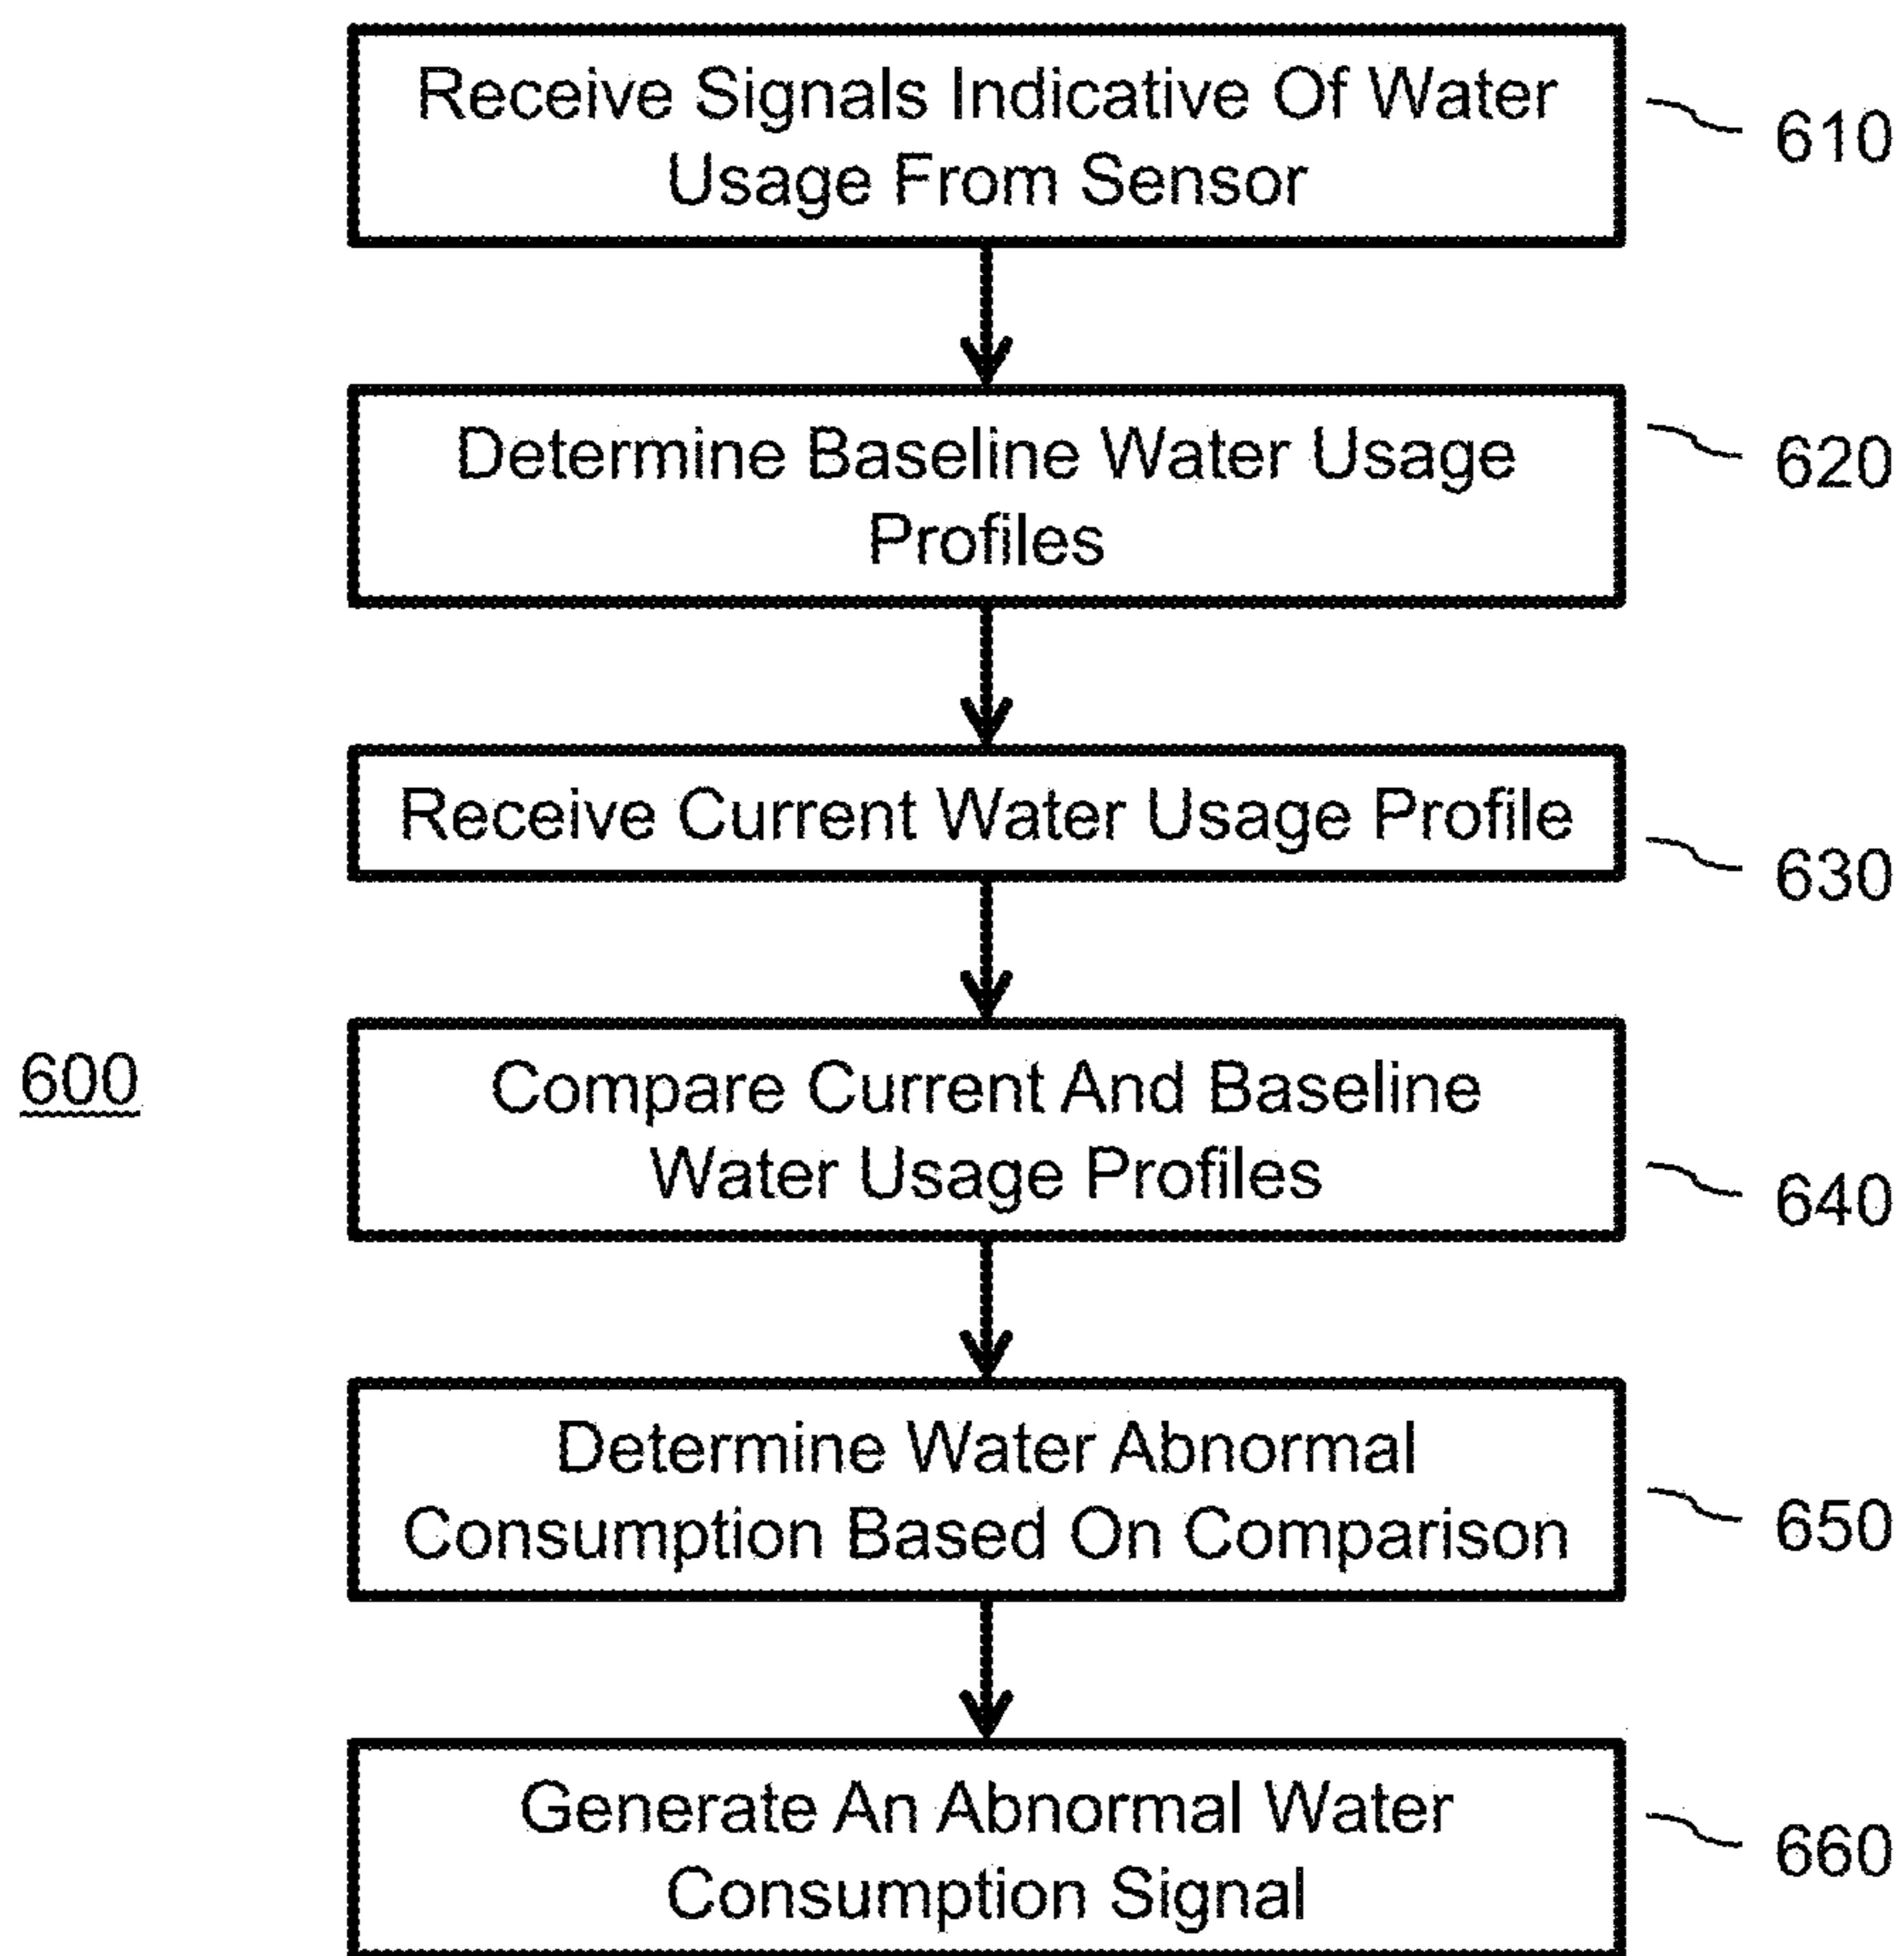 Receive Signals Indicative Of Water
Usage From Sensor
610
Determine Baseline Water Usage
Profiles
620
Receive Current Water Usage Profile
630
600
Compare Current And Baseline
Water Usage Profiles
640
Determine Water Abnormal
Consumption Based On Comparison
650
Generate An Abnormal Water
Consumption Signal
660